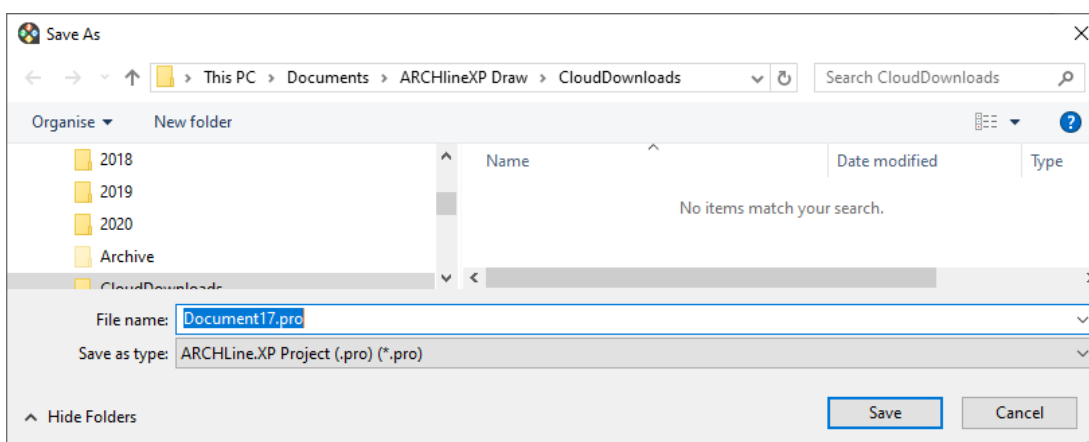 Save As
This PC > Documents > ARCHlineXP Draw > CloudDownloads
Search CloudDownloads
Organise
New folder
?
Name
Date modified
Type
2018
2019
2020
Archive
CloudDownloads
No items match your search.
File name: Document17.pro
Save as type: ARCHLine.XP Project (.pro) (*.pro)
Hide Folders
Save
Cancel